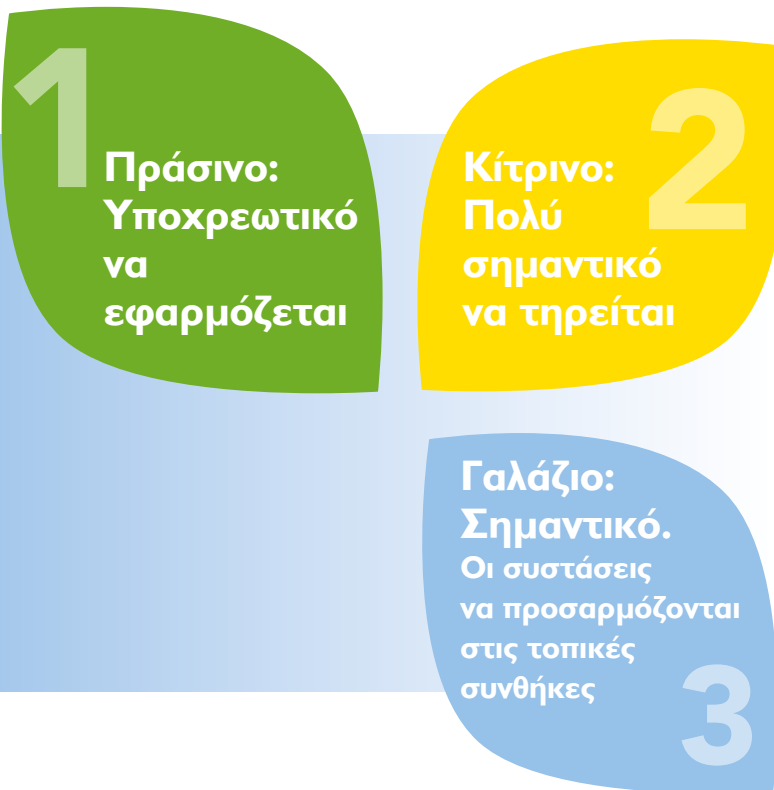 1
Πράσινο:
Υποχρεωτικό
να
εφαρμόζεται
2
Κίτρινο:
Πολύ
σημαντικό
να τηρείται
Γαλάζιο:
Σημαντικό.
Οι συστάσεις
να προσαρμόζονται
στις τοπικές
συνθήκες
3